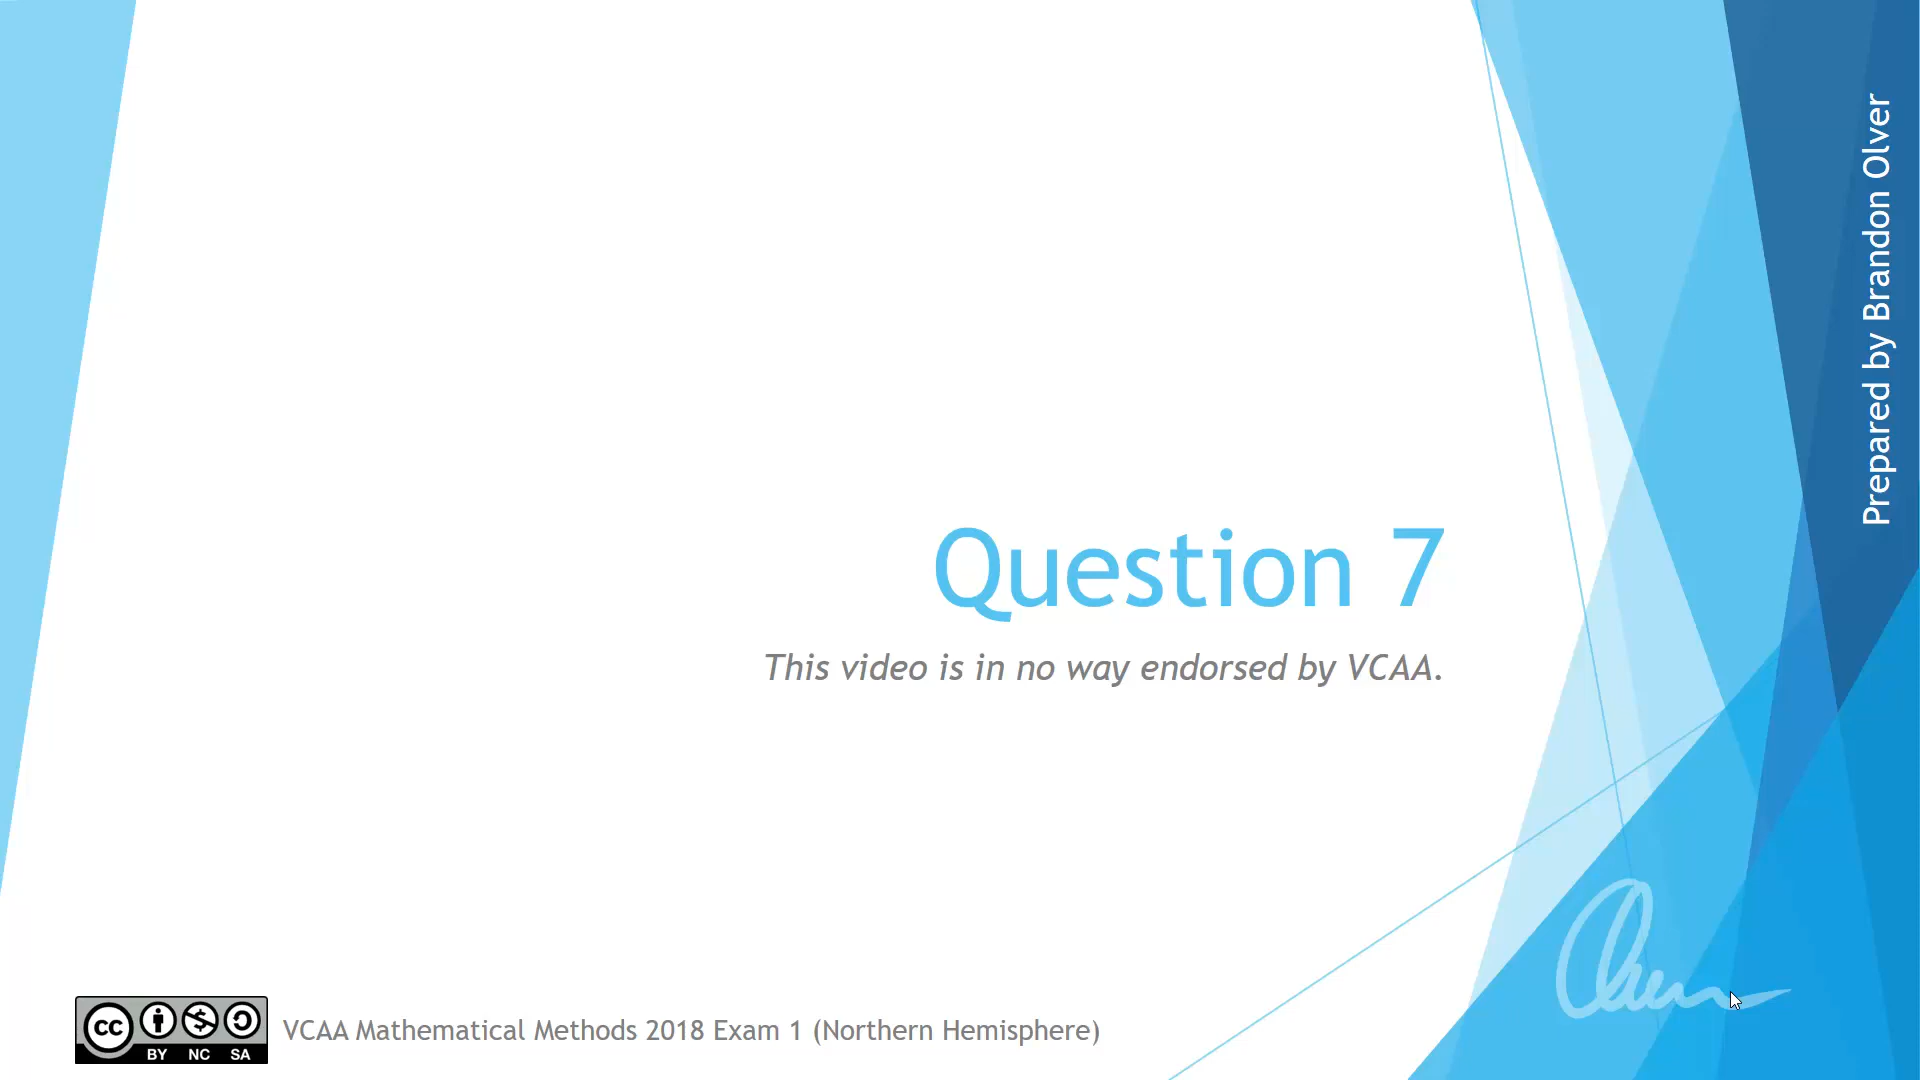 Prepared by Brandon Olver
Question 7
This video is in no way endorsed by VCAA.
cc
BY NC SA
VCAA Mathematical Methods 2018 Exam 1 (Northern Hemisphere)